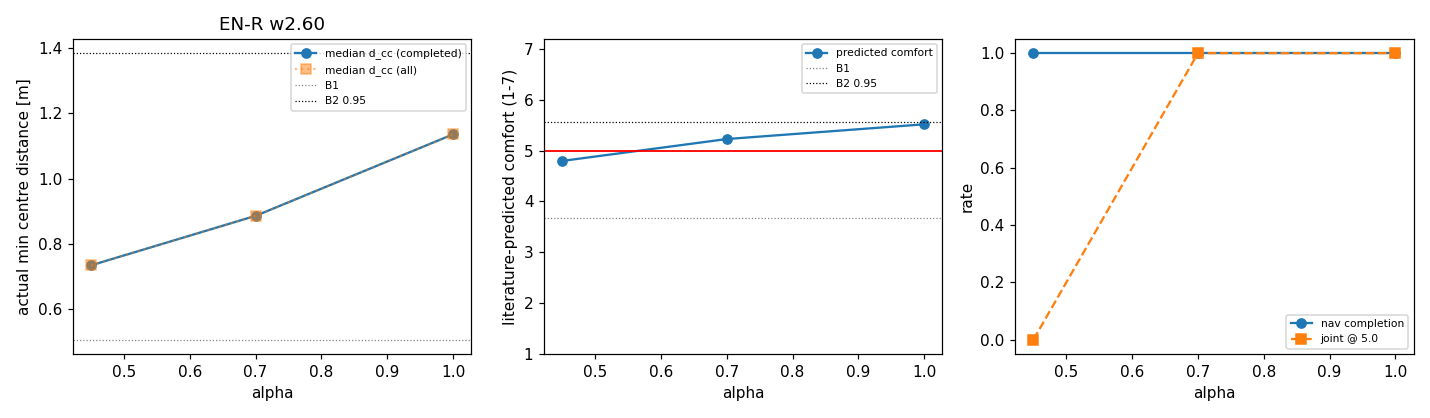 EN-R w2.60
actual min centre distance [m]
1.4
1.2
1.0
0.8
0.6
0.5
0.6
0.7
0.8
0.9
1.0
alpha
median d_cc (completed)
median d_cc (all)
B1
B2 0.95
literature-predicted comfort (1-7)
7
6
5
4
3
2
1
0.5
0.6
0.7
0.8
0.9
1.0
alpha
predicted comfort
B1
B2 0.95
rate
1.0
0.8
0.6
0.4
0.2
0.0
0.5
0.6
0.7
0.8
0.9
1.0
alpha
nav completion
joint @ 5.0